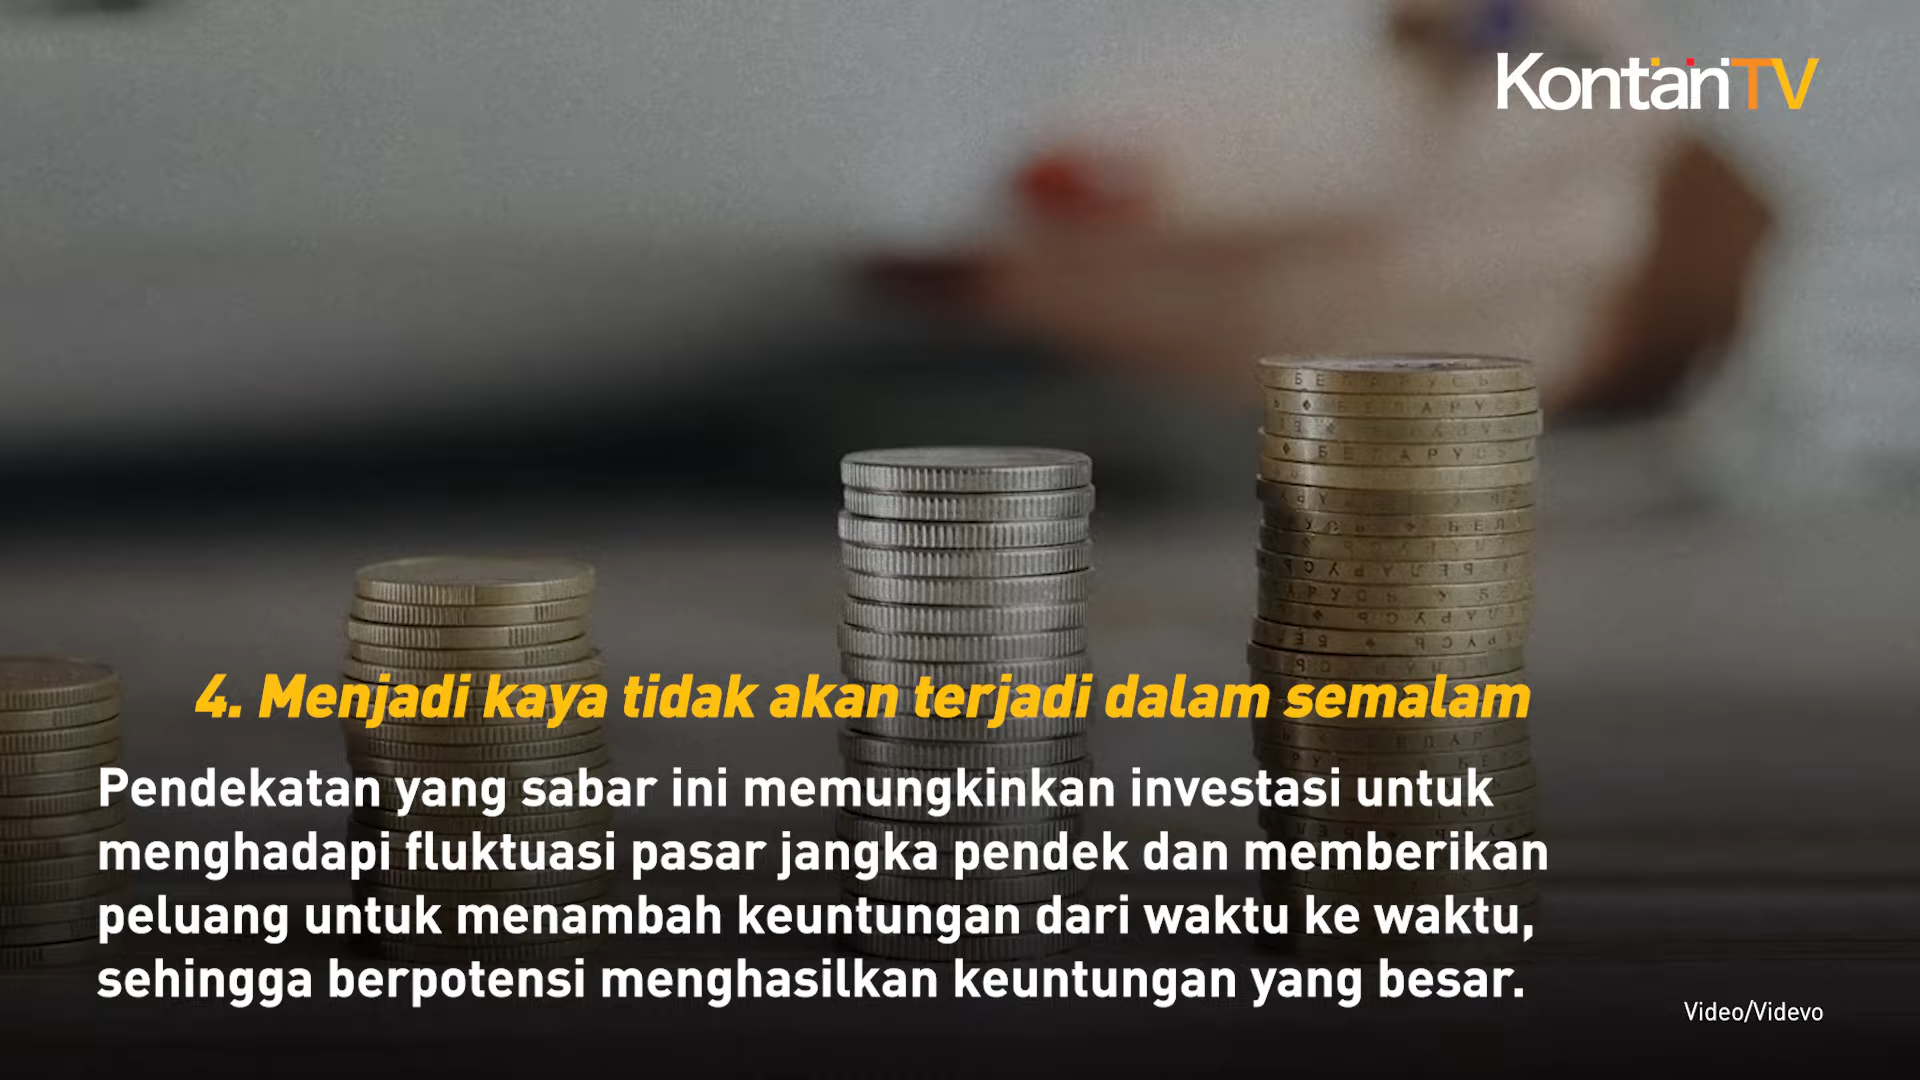 KontanTV
БЕЛАРУСЬ
4. Menjadi kaya tidak akan terjadi dalam semalam
Pendekatan yang sabar ini memungkinkan investasi untuk
menghadapi fluktuasi pasar jangka pendek dan memberikan
peluang untuk menambah keuntungan dari waktu ke waktu,
sehingga berpotensi menghasilkan keuntungan yang besar.
Video/Videvo